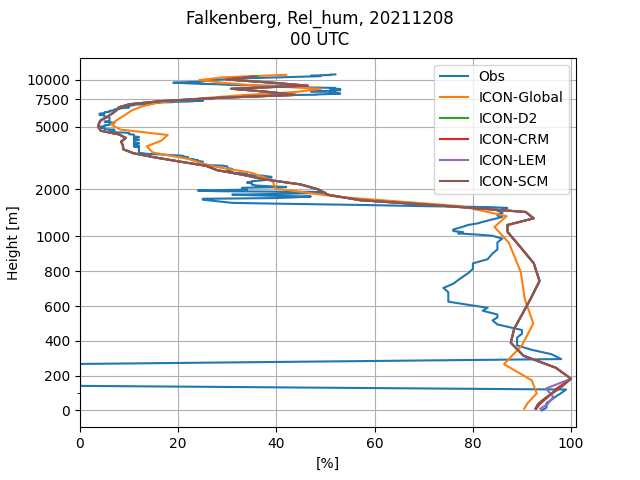 Falkenberg, Rel_hum, 20211208
00 UTC
Height [m]
10000
7500
5000
2000
1000
800
600
400
200
0
Obs
ICON-Global
ICON-D2
ICON-CRM
ICON-LEM
ICON-SCM
0
20
40
60
80
100
[%]